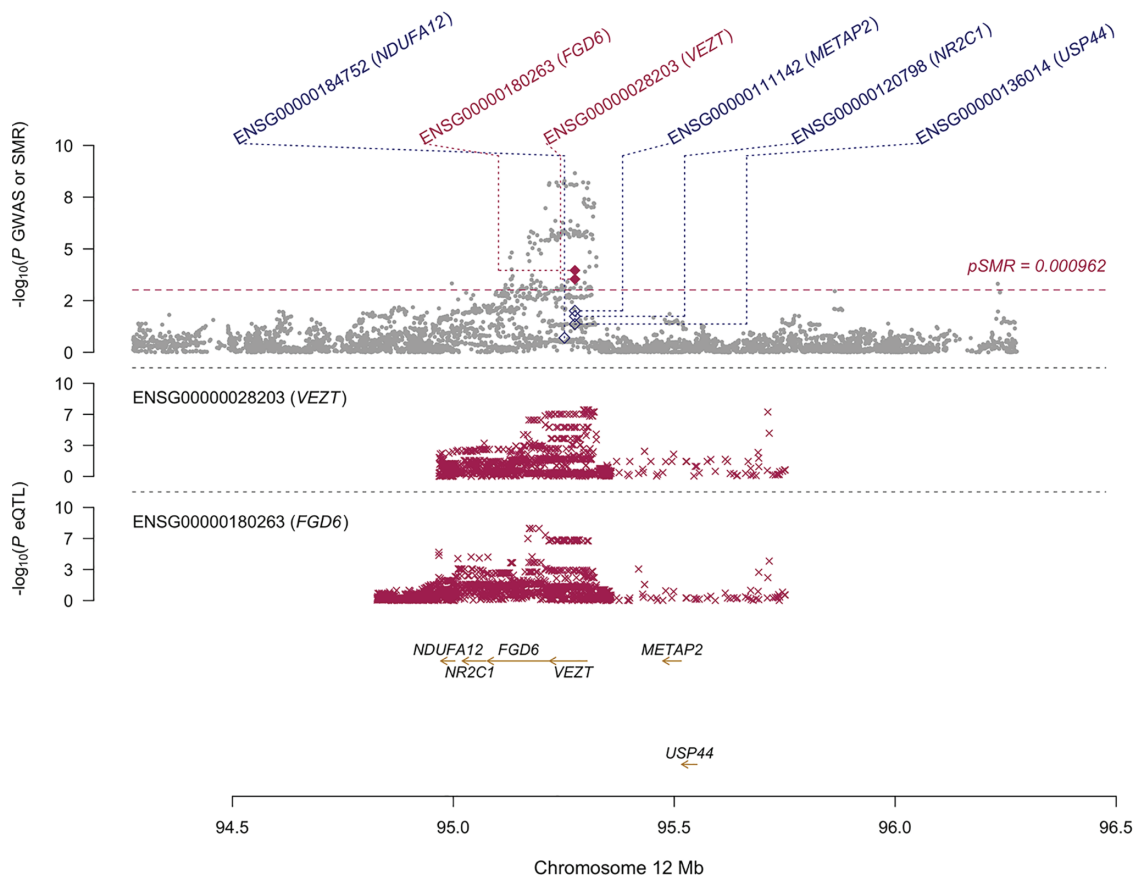 ENSG00000184752 (NDUFA12)
ENSG00000180263 (FGD6)
ENSG00000028203 (VEZT)
ENSG00000111142 (METAP2)
ENSG00000120798 (NR2C1)
ENSG00000136014 (USP44)
-log10(P GWAS or SMR)
10
8
5
2
0
pSMR = 0.000962
ENSG00000028203 (VEZT)
10
7
3
0
-log10(P eQTL)
ENSG00000180263 (FGD6)
10
7
3
0
NDUFA12 FGD6 METAP2
NR2C1 VEZT
USP44
94.5 95.0 95.5 96.0 96.5
Chromosome 12 Mb